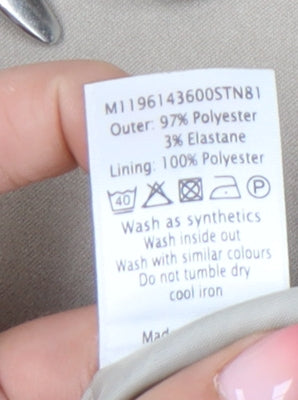 M1196143600STN81
Outer: 97% Polyester
3% Elastane
Lining: 100% Polyester
40 P
Wash as synthetics
Wash inside out
Wash with similar colours
Do not tumble dry
cool iron
Mad